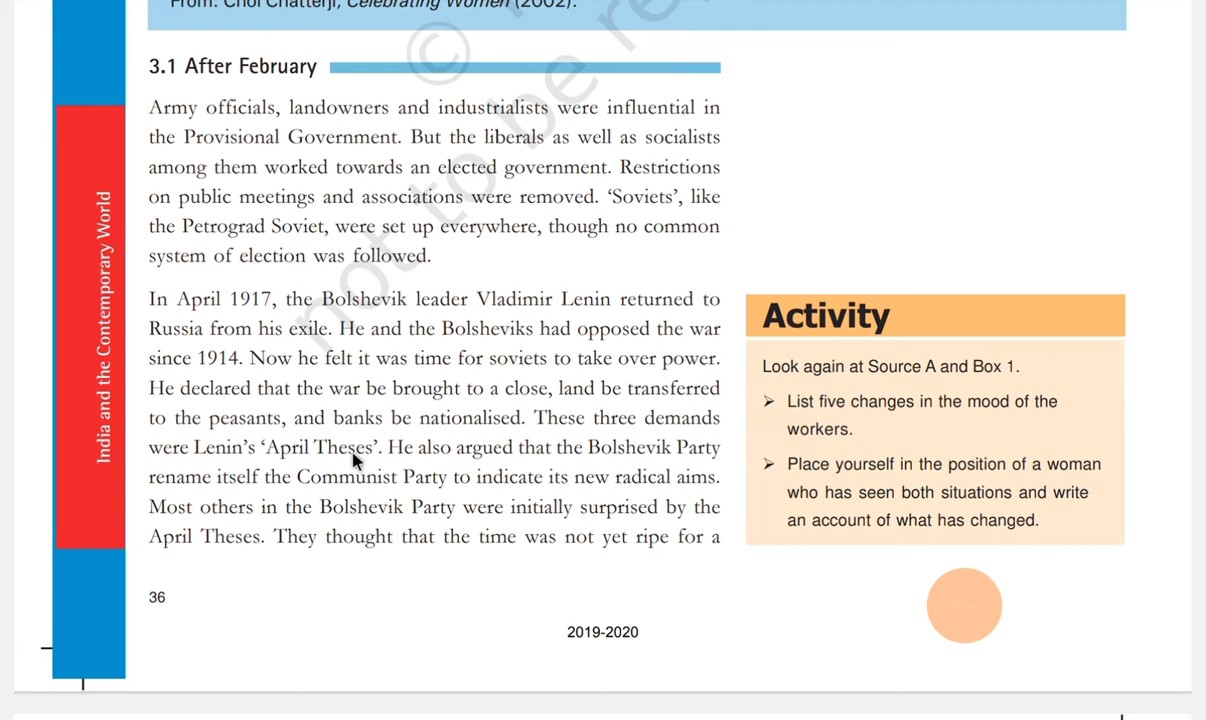 From: Choi Chatterji, Celebrating Women (2002).
3.1 After February
Army officials, landowners and industrialists were influential in
the Provisional Government. But the liberals as well as socialists
among them worked towards an elected government. Restrictions
on public meetings and associations were removed. ‘Soviets’, like
the Petrograd Soviet, were set up everywhere, though no common
system of election was followed.
In April 1917, the Bolshevik leader Vladimir Lenin returned to
Russia from his exile. He and the Bolsheviks had opposed the war
since 1914. Now he felt it was time for soviets to take over power.
He declared that the war be brought to a close, land be transferred
to the peasants, and banks be nationalised. These three demands
were Lenin’s ‘April Theses’. He also argued that the Bolshevik Party
rename itself the Communist Party to indicate its new radical aims.
Most others in the Bolshevik Party were initially surprised by the
April Theses. They thought that the time was not yet ripe for a
Activity
Look again at Source A and Box 1.
➢ List five changes in the mood of the
workers.
➢ Place yourself in the position of a woman
who has seen both situations and write
an account of what has changed.
India and the Contemporary World
36
2019-2020
©
not to be re